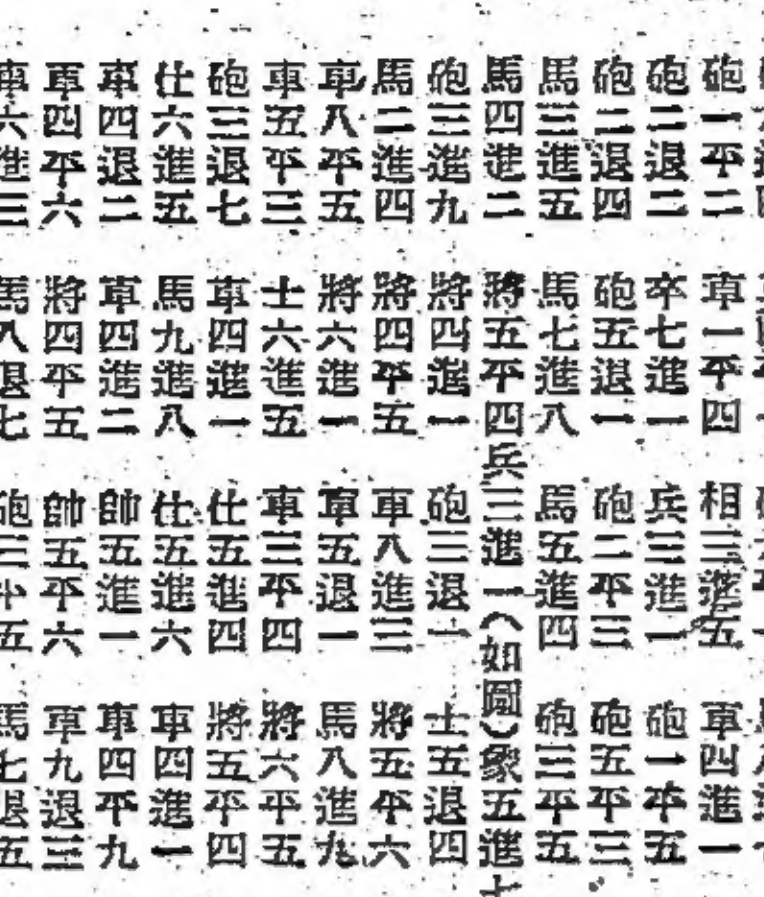 砲一平二 車一平四 相三進五 車四進一
砲二退二 卒七進一 兵三進一 砲一平五
砲二退四 砲五退一 砲二平三 砲五平三
馬三進五 馬七進八 馬五進四 砲三平五
馬四進二 將五平四 兵三進一(如圖)象五進七
砲三進九 將四進一 砲三退一 士五退四
馬二進四 將四平五 車八進三 將五平六
車八平五 將六進一 車五退一 馬八進九
車五平三 士六進五 車三平四 將六平五
砲三退七 車四進一 仕五進四 將五平四
仕六進五 馬九進八 仕五進六 車四進一
車四退二 車四進二 帥五進一 車四平九
車四平六 將四平五 帥五平六 車九退三
車六進三 馬八退七 砲三平五 馬七退五